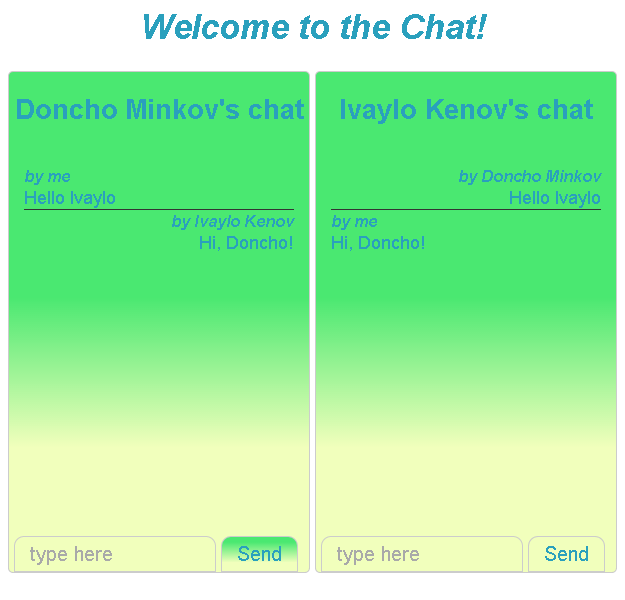 Welcome to the Chat!
Doncho Minkov's chat
by me
Hello Ivaylo
by Ivaylo Kenov
Hi, Doncho!
type here
Send
Ivaylo Kenov's chat
by Doncho Minkov
Hello Ivaylo
by me
Hi, Doncho!
type here
Send